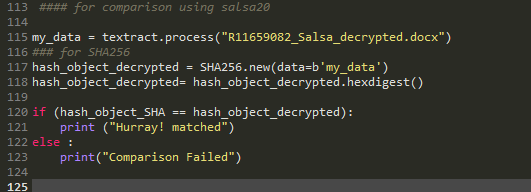 113 #### for comparison using salsa20
114
115 my_data = textract.process("R11659082_Salsa_decrypted.docx")
116 ### for SHA256
117 hash_object_decrypted = SHA256.new(data=b'my_data')
118 hash_object_decrypted= hash_object_decrypted.hexdigest()
119
120 if (hash_object_SHA == hash_object_decrypted):
121     print ("Hurray! matched")
122 else :
123     print("Comparison Failed")
124
125